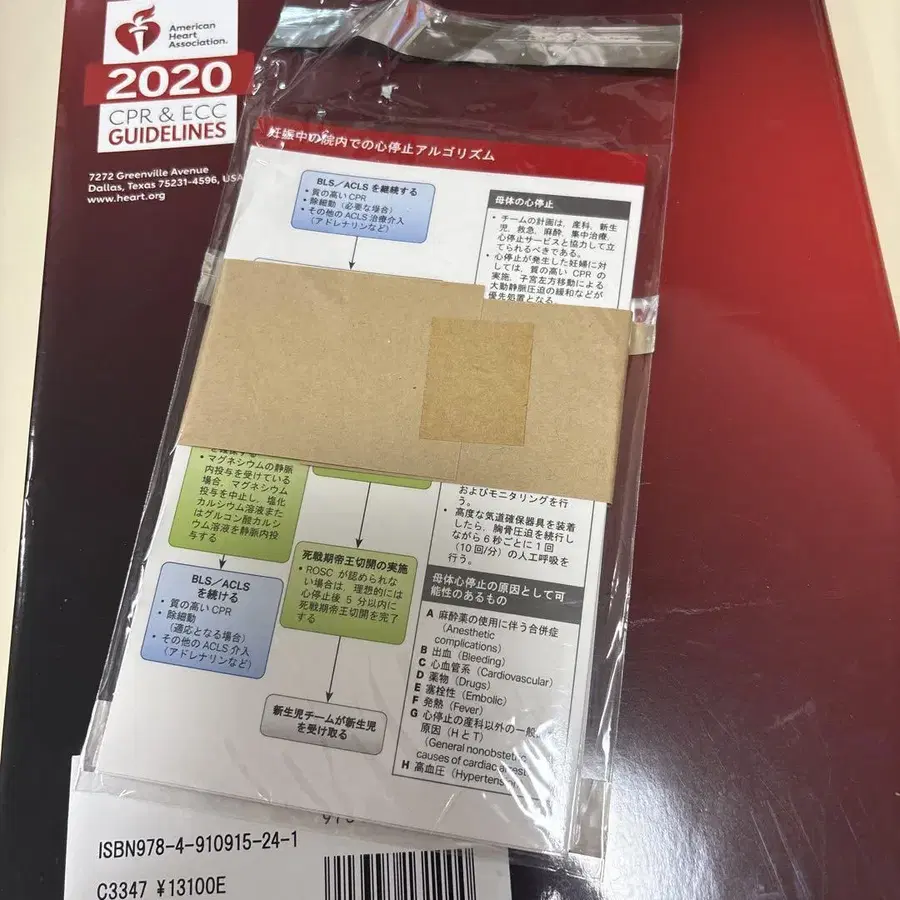 American
Heart
Association.
2020
CPR & ECC
GUIDELINES
7272 Greenville Avenue
Dallas, Texas 75231-4596, USA
www.heart.org
妊娠中の院内での心停止アルゴリズム
BLS／ACLS を継続する
• 質の高い CPR
• 除細動（必要な場合）
• その他の ACLS 治療介入
（アドレナリンなど）
母体の心停止
• チームの計画は，産科，新生
児，救急，麻酔，集中治療，
心停止サービスと協力して立
てられるべきである。
• 心停止が発生した妊婦に対
しては，質の高い CPR の
実施，子宮左方移動による
大動静脈圧迫の緩和などが
優先処置となる。
• マグネシウムの静脈
内投与を受けている
場合，マグネシウム
投与を中止し，塩化
カルシウム溶液また
はグルコン酸カルシ
ウム溶液を静脈内投
与する
BLS／ACLS
を続ける
• 質の高い CPR
• 除細動
（適応となる場合）
• その他の ACLS 介入
（アドレナリンなど）
死戦期帝王切開の実施
• ROSC が認められな
い場合は，理想的には
心停止後 5 分以内に
死戦期帝王切開を完了
する
新生児チームが新生児
を受け取る
およびモニタリングを行
う。
• 高度な気道確保器具を装着
したら，胸骨圧迫を続行し
ながら 6 秒ごとに 1 回
（10 回/分）の人工呼吸を
行う。
母体心停止の原因として可
能性のあるもの
A 麻酔薬の使用に伴う合併症
（Anesthetic
complications）
B 出血（Bleeding）
C 心血管系（Cardiovascular）
D 薬物（Drugs）
E 塞栓性（Embolic）
F 発熱（Fever）
G 心停止の産科以外の一般
原因（H と T）
（General nonobstetric
causes of cardiac arrest
H 高血圧（Hypertens
ISBN978-4-910915-24-1
C3347 ¥13100E